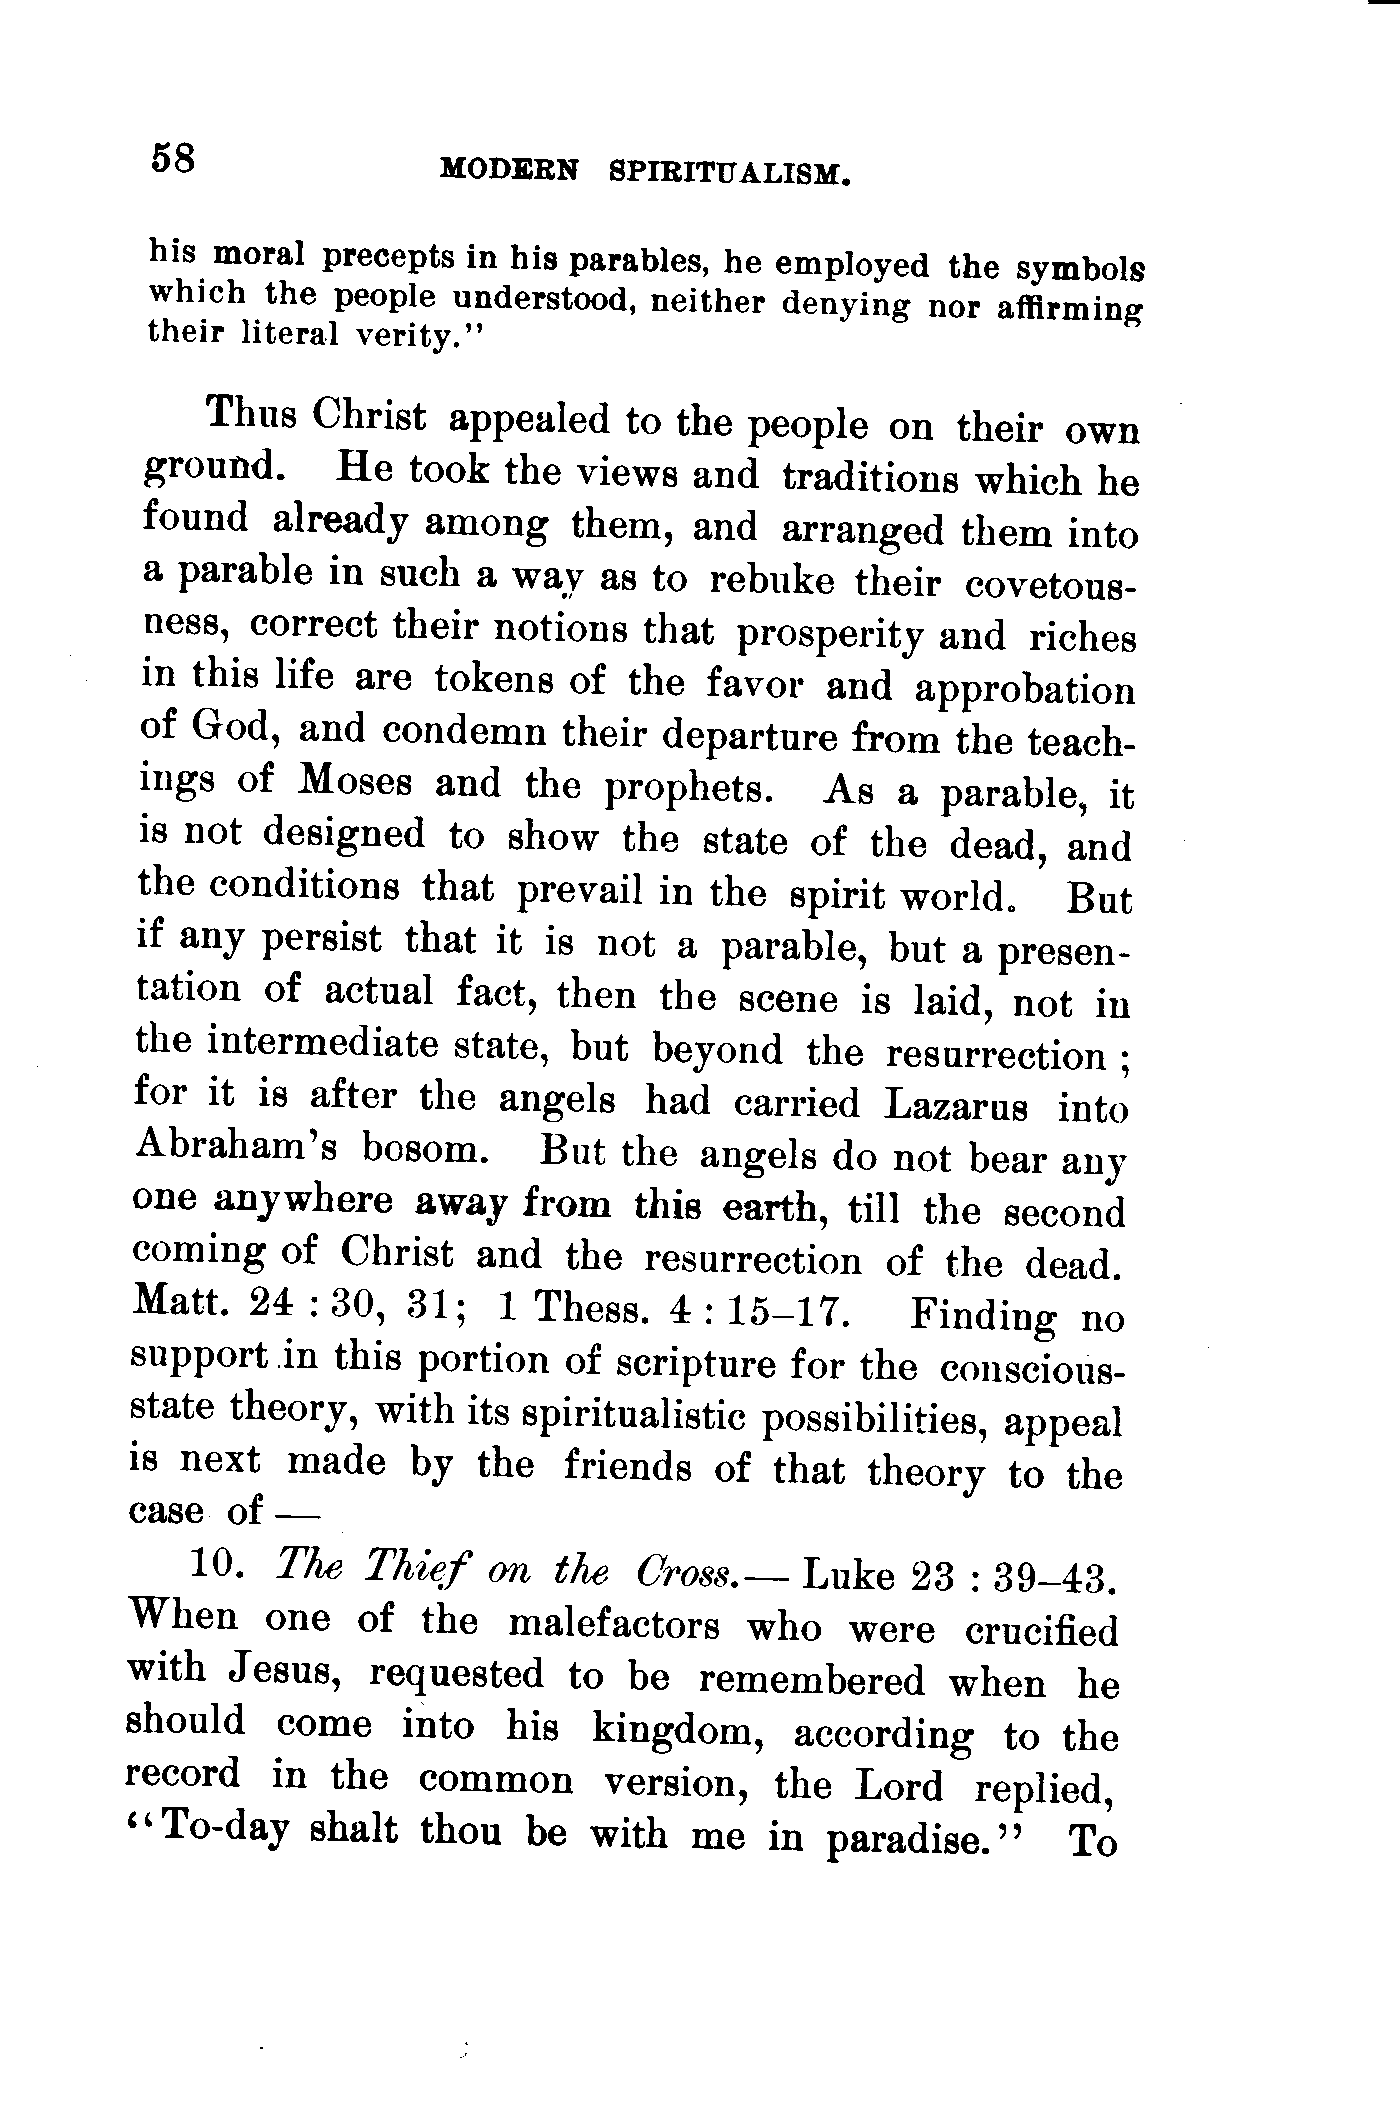 58
MODERN SPIRITUALISM.
his moral precepts in his parables, he employed the symbols
which the people understood, neither denying nor affirming
their literal verity."
Thus Christ appealed to the people on their own
ground. He took the views and traditions which he
found already among them, and arranged them into
a parable in such a way as to rebuke their covetous-
ness, correct their notions that prosperity and riches
in this life are tokens of the favor and approbation
of God, and condemn their departure from the teach-
ings of Moses and the prophets. As a parable, it
is not designed to show the state of the dead, and
the conditions that prevail in the spirit world. But
if any persist that it is not a parable, but a presen-
tation of actual fact, then the scene is laid, not in
the intermediate state, but beyond the resurrection ;
for it is after the angels had carried Lazarus into
Abraham's bosom. But the angels do not bear any
one anywhere away from this earth, till the second
coming of Christ and the resurrection of the dead.
Matt. 24 : 30, 31; 1 Thess. 4 : 15–17. Finding no
support in this portion of scripture for the conscious-
state theory, with its spiritualistic possibilities, appeal
is next made by the friends of that theory to the
case of —
10. The Thief on the Cross.— Luke 23 : 39–43.
When one of the malefactors who were crucified
with Jesus, requested to be remembered when he
should come into his kingdom, according to the
record in the common version, the Lord replied,
"To-day shalt thou be with me in paradise." To